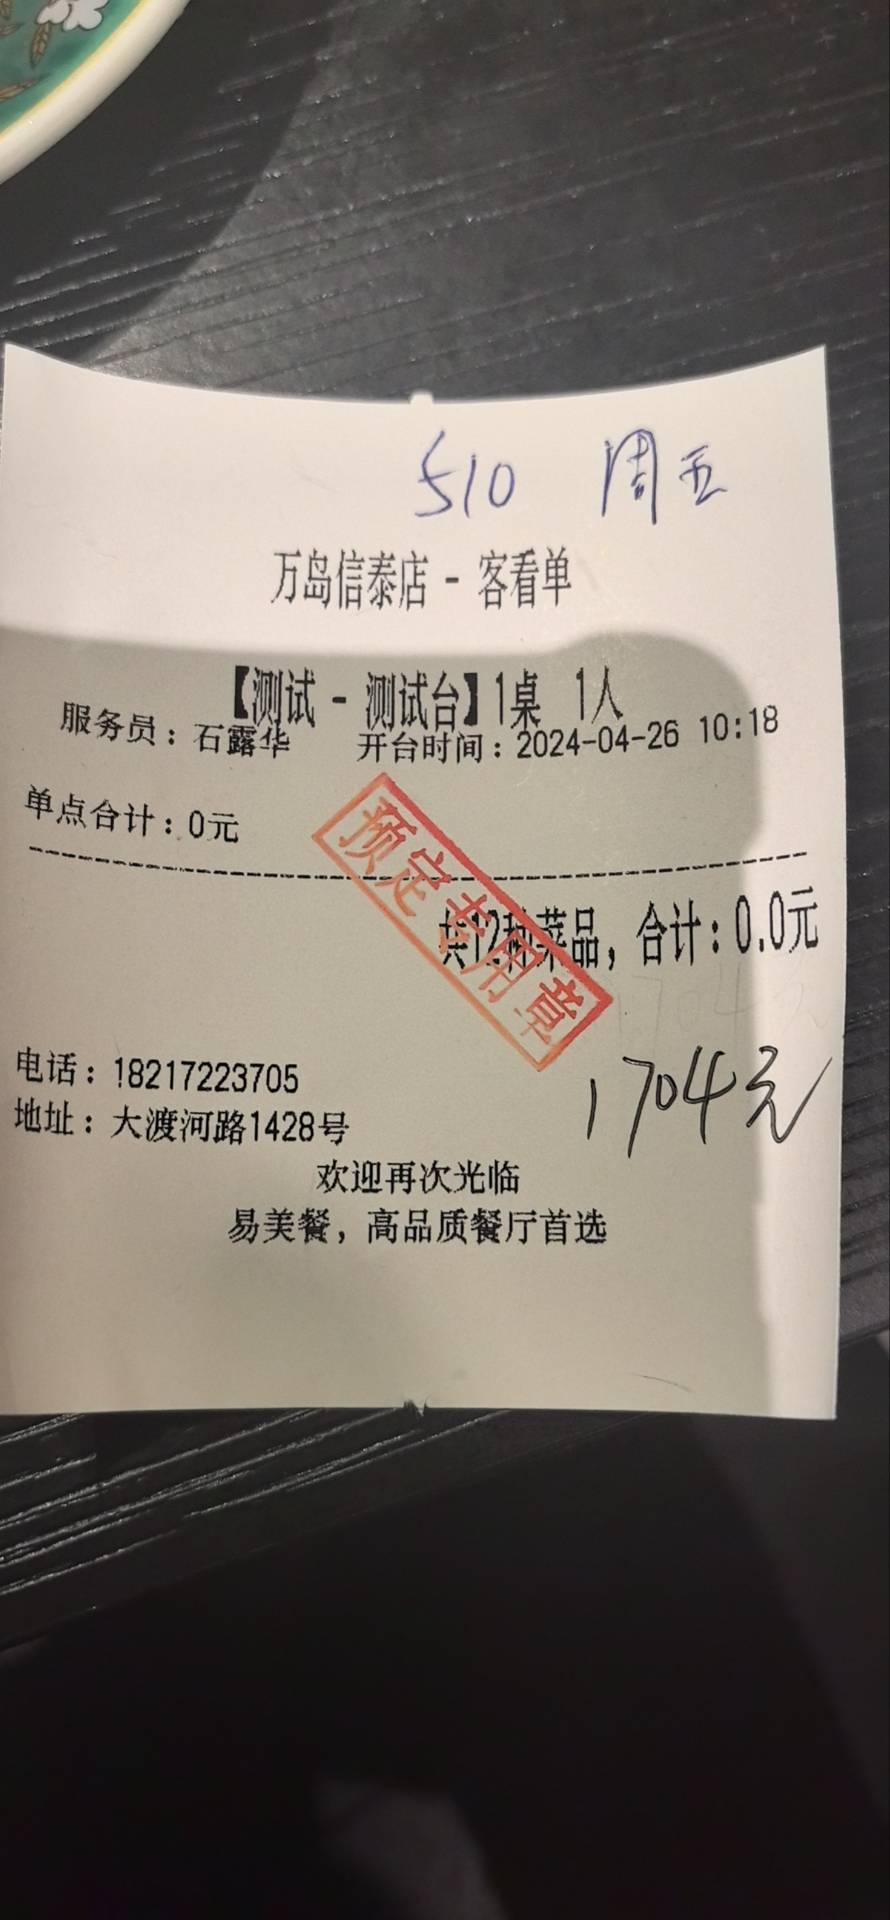 510 周五
万岛信泰店 - 客看单
【测试 - 测试台】1桌 1人
服务员：石露华 开台时间：2024-04-26 10:18
单点合计：0元
预定专用章
共12种菜品，合计：0.0元
1704元
电话：18217223705
地址：大渡河路1428号
欢迎再次光临
易美餐，高品质餐厅首选